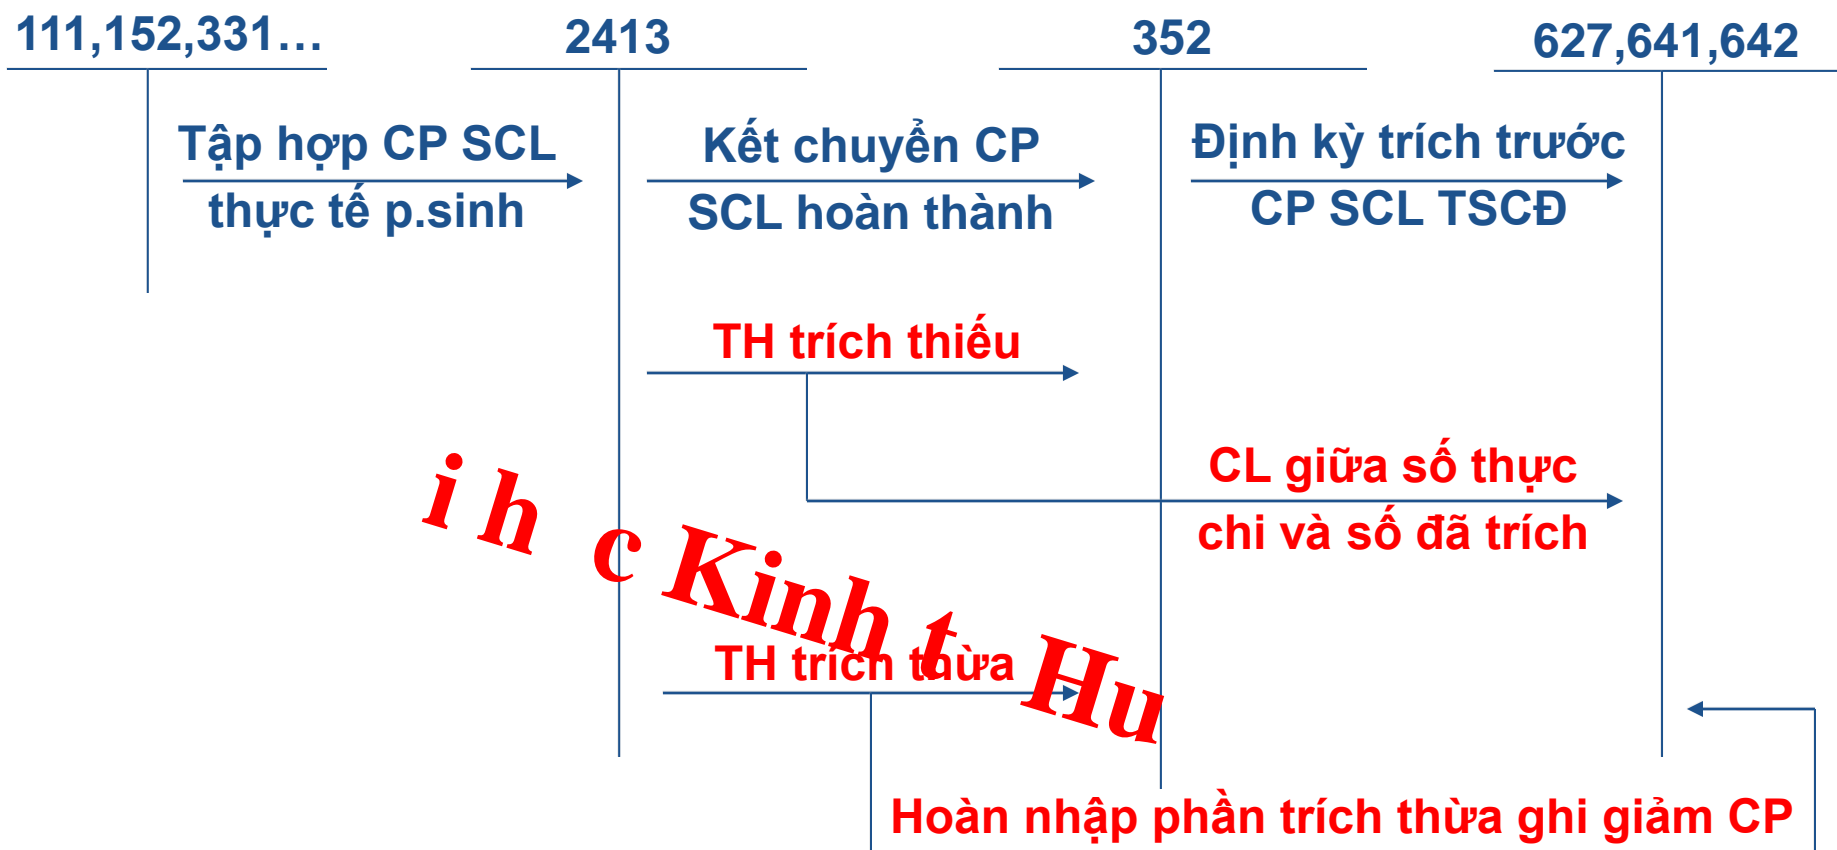 111,152,331...
2413
352
627,641,642
Tập hợp CP SCL
thực tế p.sinh
Kết chuyển CP
SCL hoàn thành
Định kỳ trích trước
CP SCL TSCĐ
TH trích thiếu
CL giữa số thực
chi và số đã trích
i h c Kinh t Hu
TH trích thừa
Hoàn nhập phần trích thừa ghi giảm CP